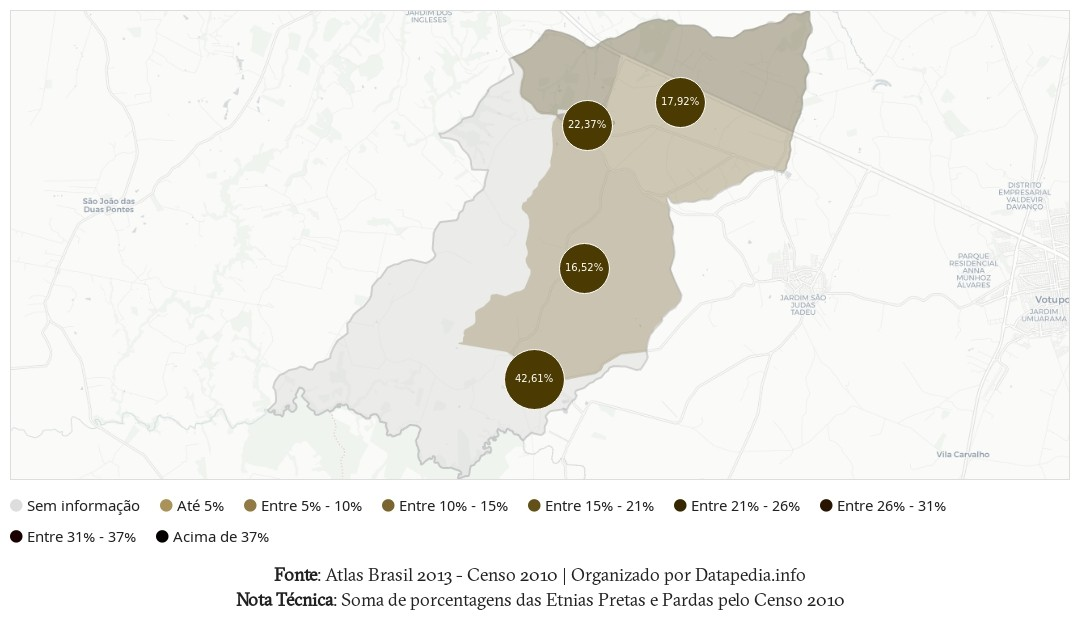 JARDIM DOS
INGLESES
17,92%
22,37%
São João das
Duas Pontes
DISTRITO
EMPRESARIAL
VALDEVIR
DAVANÇO
16,52%
PARQUE
RESIDENCIAL
ANNA
MUNHOZ
ÁLVARES
JARDIM SÃO
JUDAS
TADEU
Votupo
JARDIM
UMUARAMA
42,61%
Vila Carvalho
Sem informação Até 5% Entre 5% - 10% Entre 10% - 15% Entre 15% - 21% Entre 21% - 26% Entre 26% - 31%
Entre 31% - 37% Acima de 37%
Fonte: Atlas Brasil 2013 - Censo 2010 | Organizado por Datapedia.info
Nota Técnica: Soma de porcentagens das Etnias Pretas e Pardas pelo Censo 2010